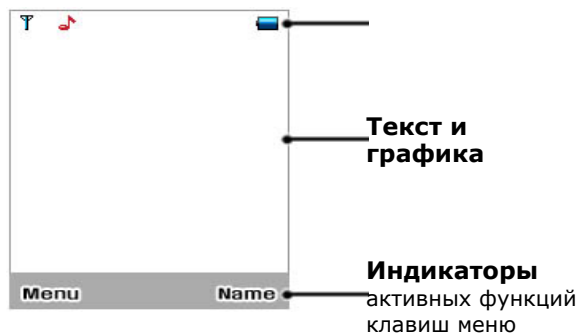 Текст и
графика
Menu Name
Индикаторы
активных функций
клавиш меню